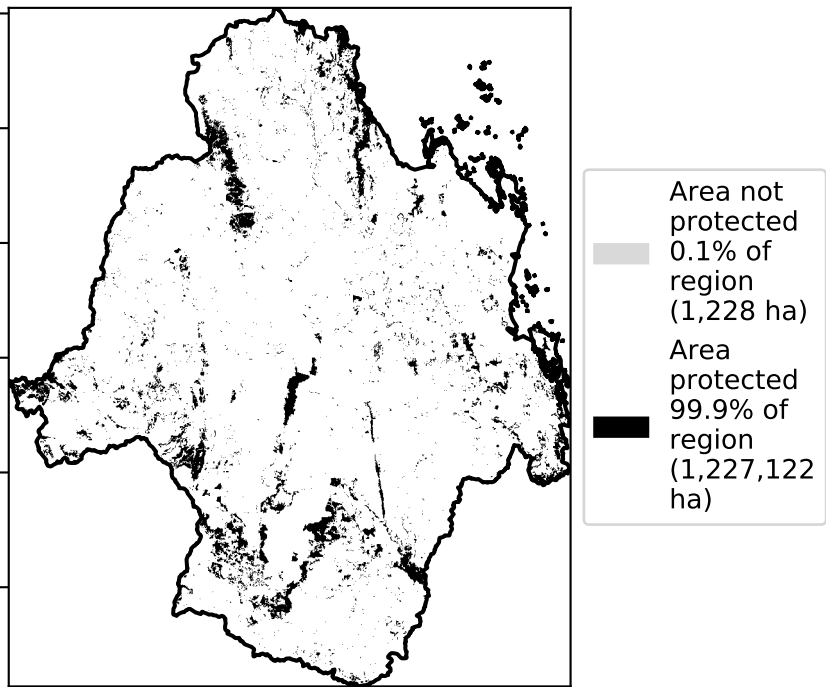 Area not
protected
0.1% of
region
(1,228 ha)
Area
protected
99.9% of
region
(1,227,122
ha)